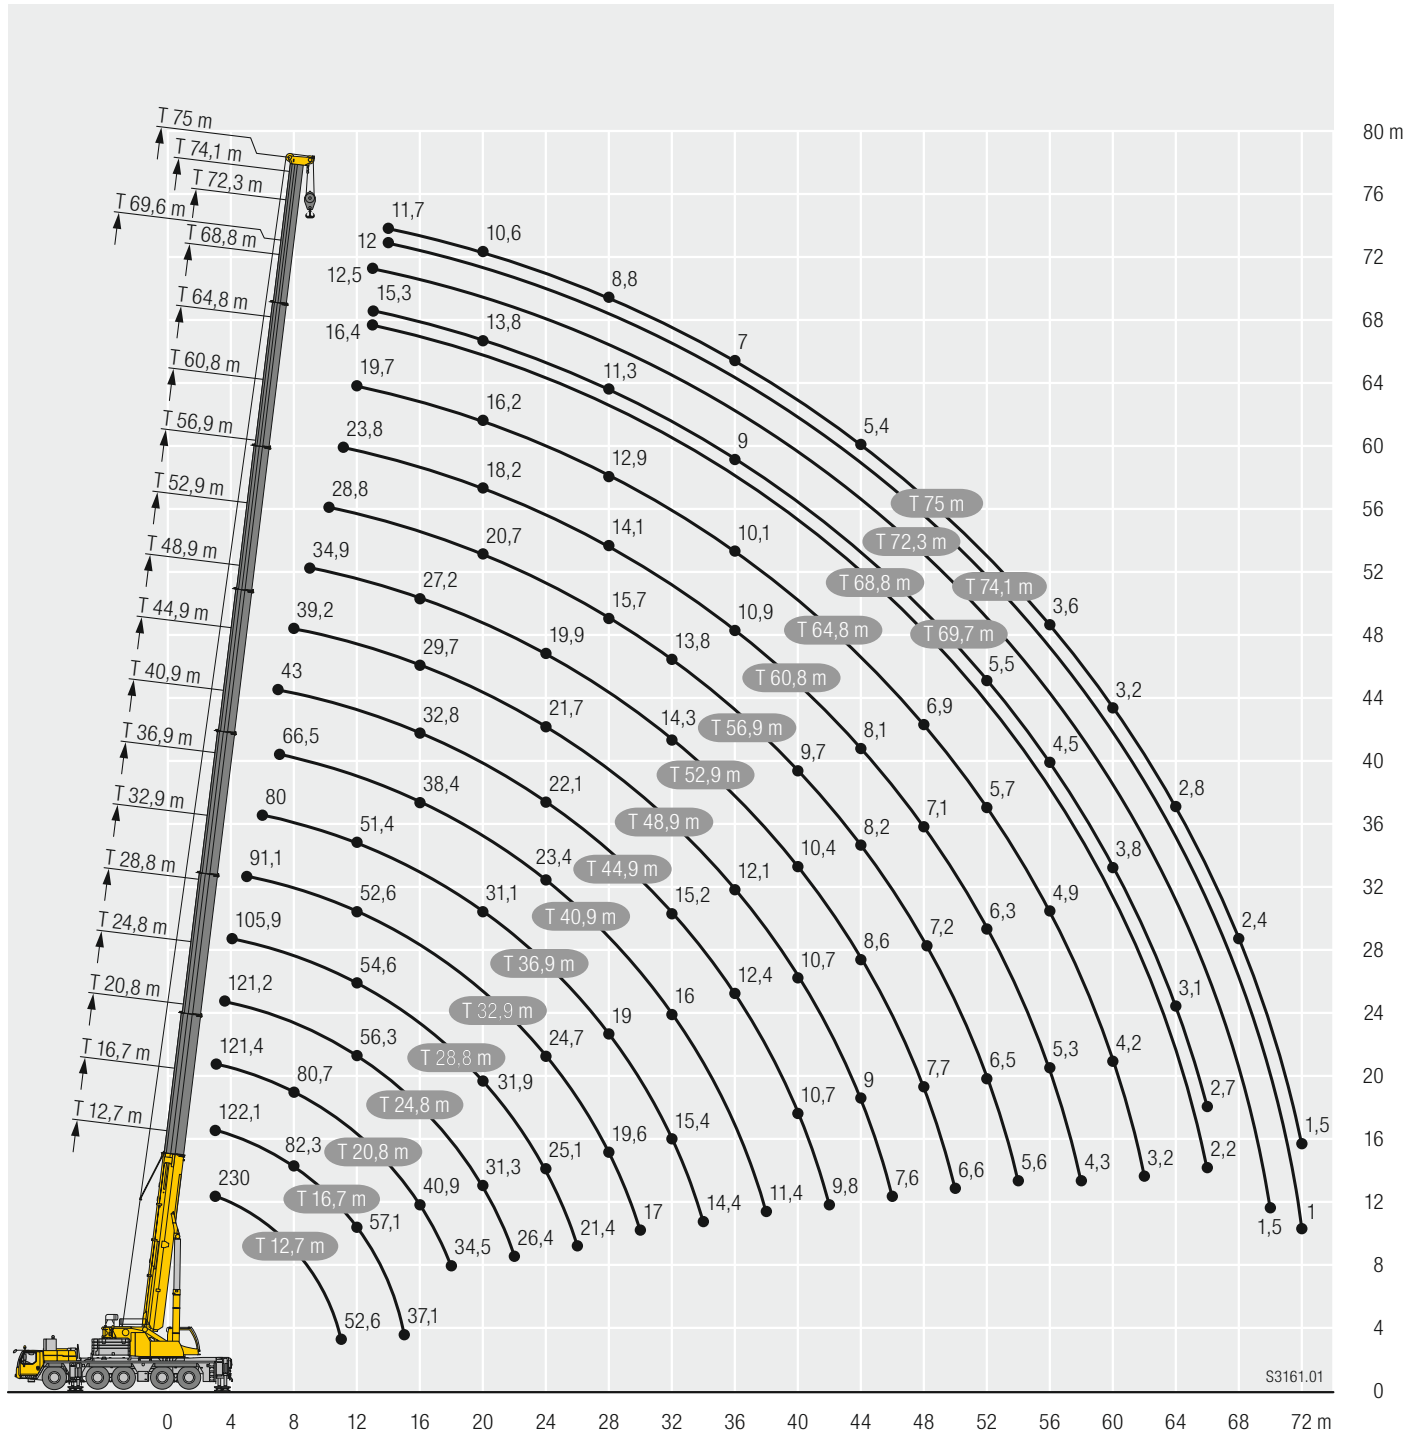 T 75 m
T 74,1 m
T 72,3 m
T 69,6 m
T 68,8 m
T 64,8 m
T 60,8 m
T 56,9 m
T 52,9 m
T 48,9 m
T 44,9 m
T 40,9 m
T 36,9 m
T 32,9 m
T 28,8 m
T 24,8 m
T 20,8 m
T 16,7 m
T 12,7 m
11,7 10,6 8,8 7 5,4 3,6 3,2 2,8 2,4 1,5
12 1
12,5 1,5
15,3 13,8 11,3 9 5,5 4,5 3,8 3,1 2,7
16,4 2,2
19,7 16,2 12,9 10,1 6,9 5,7 4,9 4,2 3,2
23,8 18,2 14,1 10,9 8,1 7,1 6,3 5,3 4,3
28,8 20,7 15,7 13,8 9,7 8,2 7,2 6,5 5,6
34,9 27,2 19,9 14,3 10,4 8,6 7,7 6,6
39,2 29,7 21,7 12,1 10,7 9 7,6
43 32,8 22,1 15,2 12,4 10,7 9,8
66,5 38,4 23,4 16 11,4
80 51,4 31,1 19 15,4 14,4
91,1 52,6 24,7 19,6 17
105,9 54,6 31,9 25,1 21,4
121,2 56,3 31,3 26,4
121,4 80,7 40,9 34,5
122,1 82,3 57,1 37,1
230 52,6
T 75 m
T 72,3 m
T 68,8 m
T 74,1 m
T 64,8 m
T 69,7 m
T 60,8 m
T 56,9 m
T 52,9 m
T 48,9 m
T 44,9 m
T 40,9 m
T 36,9 m
T 32,9 m
T 28,8 m
T 24,8 m
T 20,8 m
T 16,7 m
T 12,7 m
80 m
76
72
68
64
60
56
52
48
44
40
36
32
28
24
20
16
12
8
4
0
S3161.01
0 4 8 12 16 20 24 28 32 36 40 44 48 52 56 60 64 68 72 m